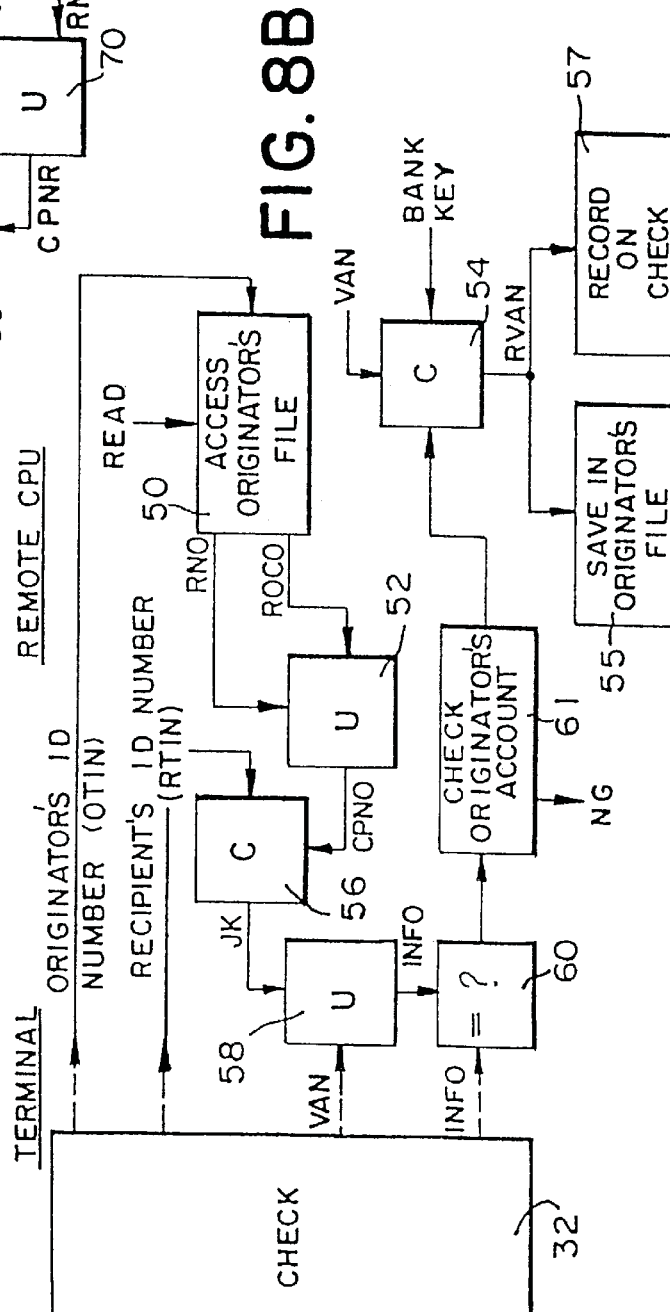 FIG. 8B
TERMINAL
REMOTE CPU
U
70
CPNR
ORIGINATOR'S ID
NUMBER (OTIN)
RECIPIENT'S ID NUMBER
(RTIN)
READ
50
ACCESS
ORIGINATOR'S
FILE
RNO
ROCO
U
52
CPNO
C
56
JK
U
58
VAN
INFO
INFO
= ?
60
CHECK
ORIGINATOR'S
ACCOUNT
61
NG
VAN
BANK
KEY
C
54
RVAN
SAVE IN
ORIGINATOR'S
FILE
55
RECORD
ON
CHECK
57
CHECK
32